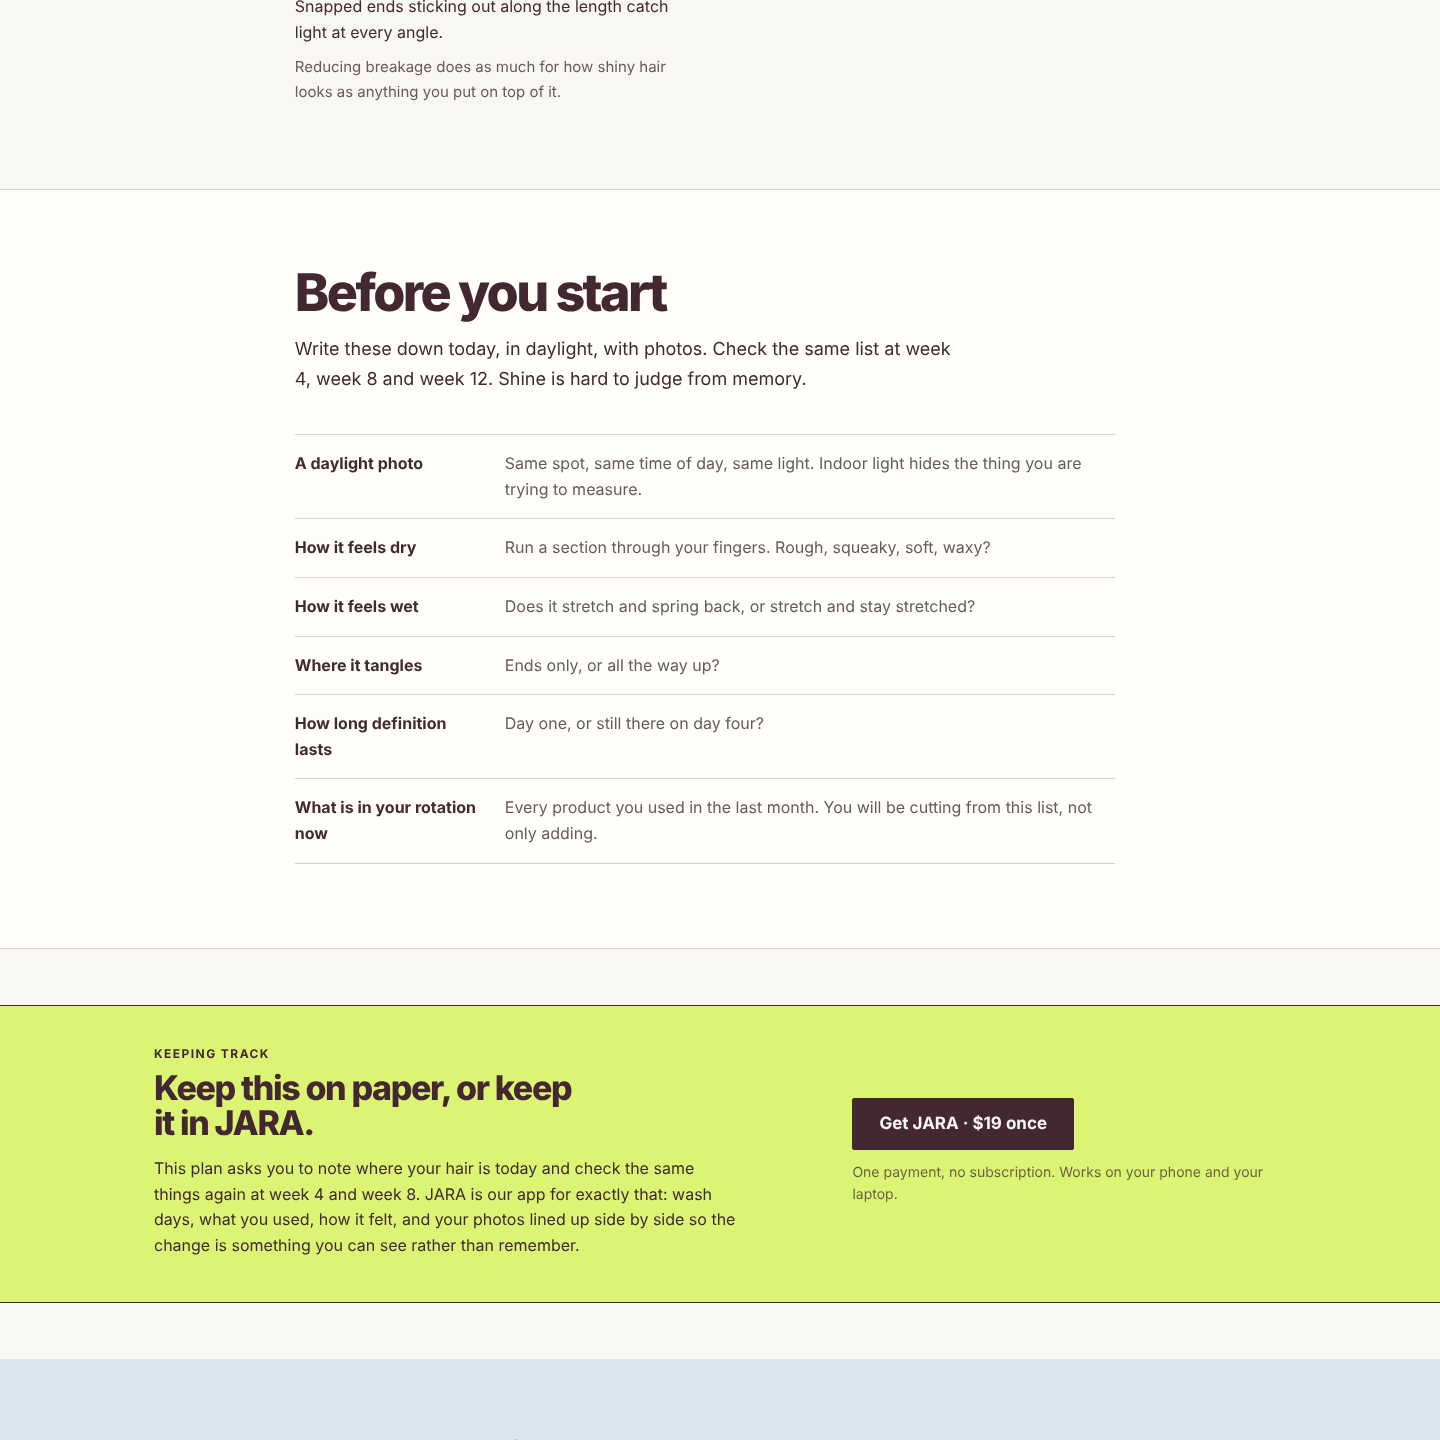 Snapped ends sticking out along the length catch
light at every angle.
Reducing breakage does as much for how shiny hair
looks as anything you put on top of it.
Before you start
Write these down today, in daylight, with photos. Check the same list at week
4, week 8 and week 12. Shine is hard to judge from memory.
A daylight photo
Same spot, same time of day, same light. Indoor light hides the thing you are
trying to measure.
How it feels dry
Run a section through your fingers. Rough, squeaky, soft, waxy?
How it feels wet
Does it stretch and spring back, or stretch and stay stretched?
Where it tangles
Ends only, or all the way up?
How long definition
lasts
Day one, or still there on day four?
What is in your rotation
now
Every product you used in the last month. You will be cutting from this list, not
only adding.
KEEPING TRACK
Keep this on paper, or keep
it in JARA.
This plan asks you to note where your hair is today and check the same
things again at week 4 and week 8. JARA is our app for exactly that: wash
days, what you used, how it felt, and your photos lined up side by side so the
change is something you can see rather than remember.
Get JARA · $19 once
One payment, no subscription. Works on your phone and your
laptop.